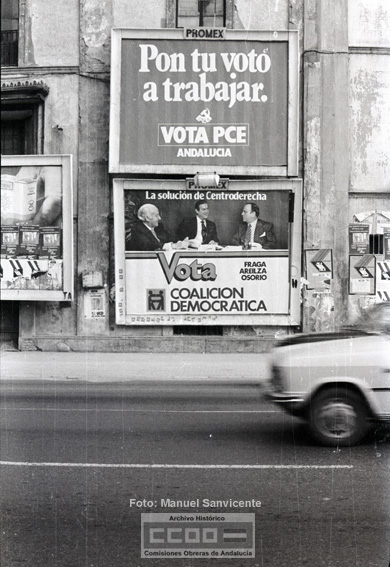 PROMEX
Pon tu voto
a trabajar.
VOTA PCE
ANDALUCIA
PROMEX
La solución de Centroderecha
Vota
FRAGA
AREILZA
OSORIO
COALICION
DEMOCRATICA
Foto: Manuel Sanvicente
Archivo Histórico
CCOO
Comisiones Obreras de Andalucía